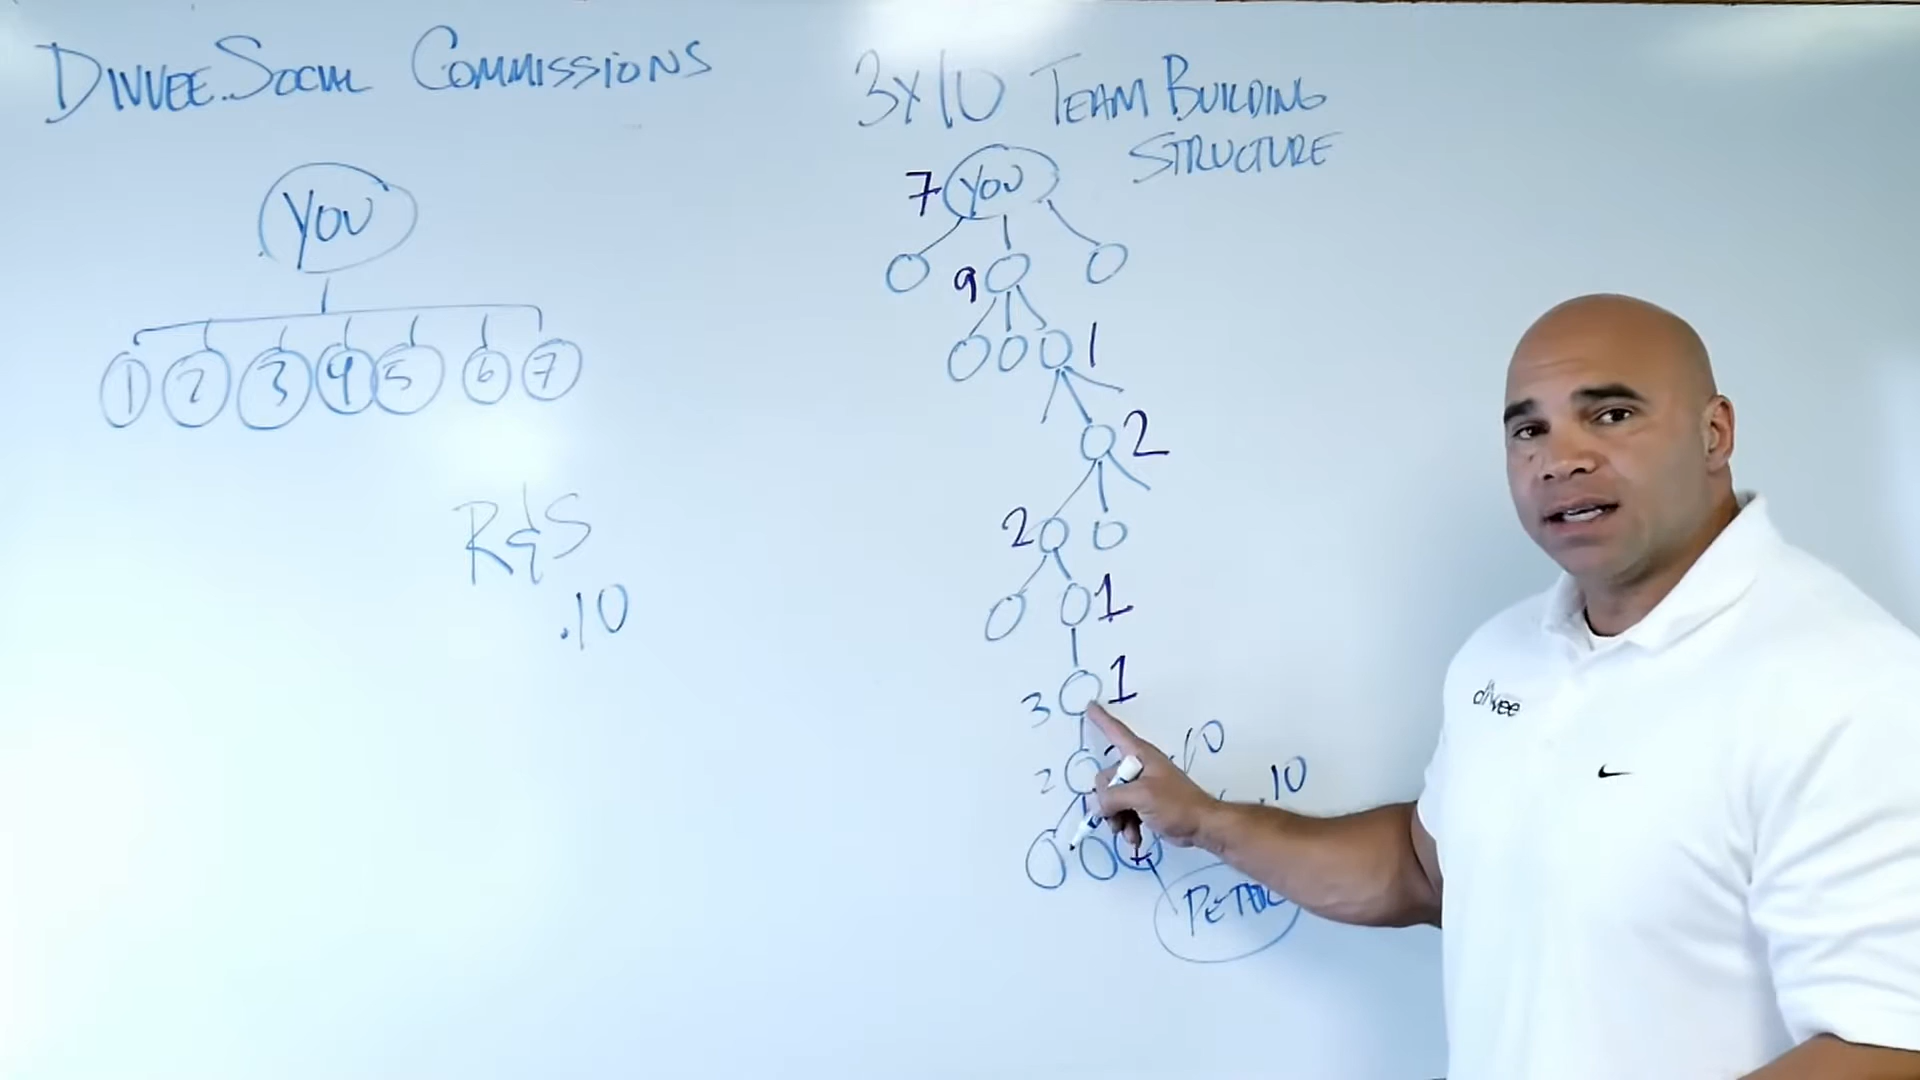 DIVVEE.SOCIAL COMMISSIONS
YOU
1 2 3 4 5 6 7
R&S
.10
3x10 TEAM BUILDING
STRUCTURE
7 YOU
9
1
2
2
1
3 1
2
.10
PETER
divvee